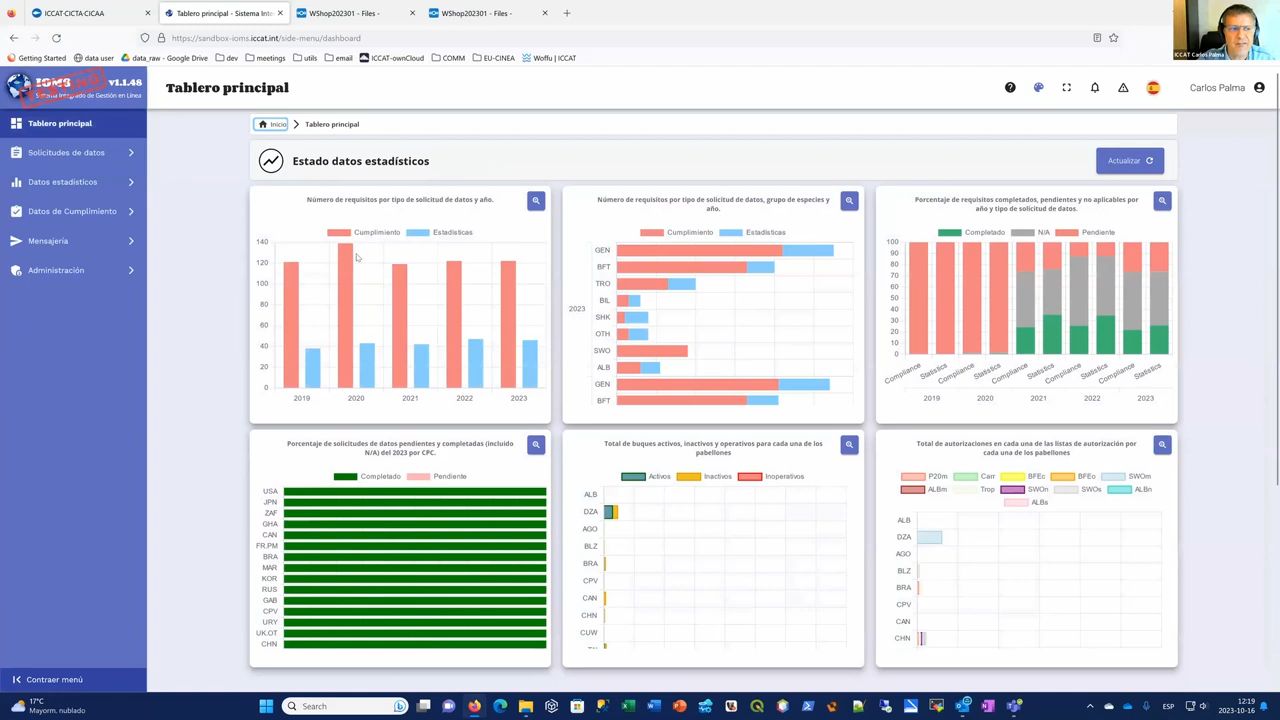 ICCAT-CICTA-CICAA
Tablero principal - Sistema Inte
WShop202301 - Files -
WShop202301 - Files -
https://sandbox-ioms.iccat.int/side-menu/dashboard
Getting Started
data user
data_raw - Google Drive
dev
meetings
utils
email
ICCAT-ownCloud
COMM
EU-CINEA
Woffu | ICCAT
ICCAT Carlos Palma
IOMS
v1.1.48
Sistema Integrado de Gestión en Línea
Tablero principal
Carlos Palma
Tablero principal
Solicitudes de datos
Datos estadísticos
Datos de Cumplimiento
Mensajería
Administración
Contraer menú
Inicio
Tablero principal
Estado datos estadísticos
Actualizar
Número de requisitos por tipo de solicitud de datos y año.
Cumplimiento Estadísticas
140
120
100
80
60
40
20
0
2019 2020 2021 2022 2023
Número de requisitos por tipo de solicitud de datos, grupo de especies y
año.
Cumplimiento Estadísticas
2023
GEN
BFT
TRO
BIL
SHK
OTH
SWO
ALB
GEN
BFT
Porcentaje de requisitos completados, pendientes y no aplicables por
año y tipo de solicitud de datos.
Completado N/A Pendiente
100
90
80
70
60
50
40
30
20
10
0
Compliance Statistics Compliance Statistics Compliance Statistics Compliance Statistics Compliance Statistics
2019 2020 2021 2022 2023
Porcentaje de solicitudes de datos pendientes y completadas (incluido
N/A) del 2023 por CPC.
Completado Pendiente
USA
JPN
ZAF
GHA
CAN
FR.PM
BRA
MAR
KOR
RUS
GAB
CPV
URY
UK.OT
CHN
Total de buques activos, inactivos y operativos para cada una de los
pabellones
Activos Inactivos Inoperativos
ALB
DZA
AGO
BLZ
BRA
CPV
CAN
CHN
CUW
Total de autorizaciones en cada una de las listas de autorización por
cada uno de los pabellones
P20m Carr BFEc BFEo SWOm
ALBm Trop SWOn SWOs ALBn
ALBs
ALB
DZA
AGO
BLZ
BRA
CPV
CAN
CHN
17°C
Mayorm. nublado
Search
ESP
12:19
2023-10-16